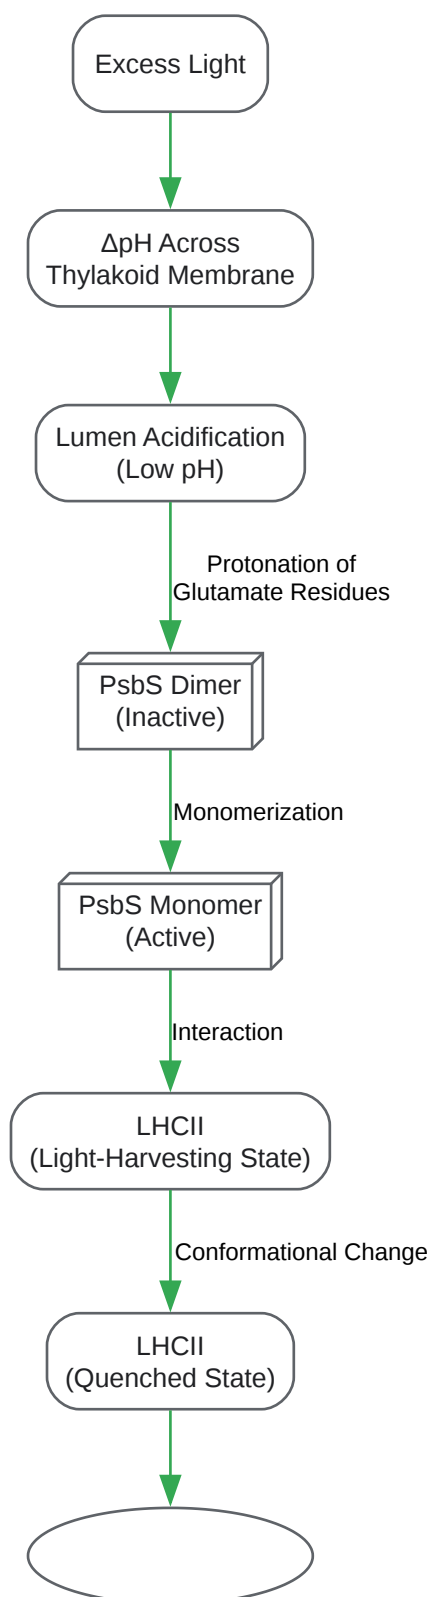 Excess Light
ΔpH Across
Thylakoid Membrane
Lumen Acidification
(Low pH)
Protonation of
Glutamate Residues
PsbS Dimer
(Inactive)
Monomerization
PsbS Monomer
(Active)
Interaction
LHCII
(Light-Harvesting State)
Conformational Change
LHCII
(Quenched State)